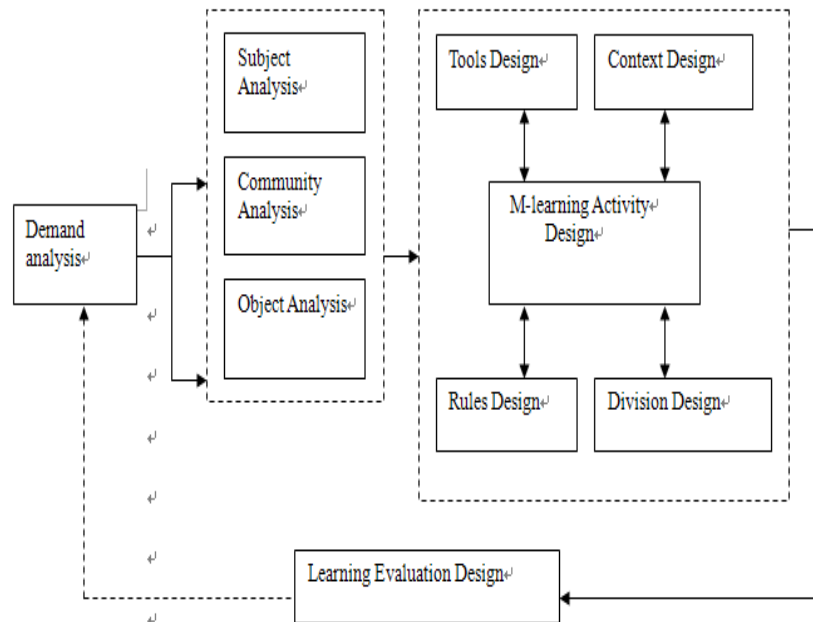 Subject
Analysis
Community
Analysis
Object Analysis
Demand
analysis
Tools Design
Context Design
M-learning Activity
Design
Rules Design
Division Design
Learning Evaluation Design